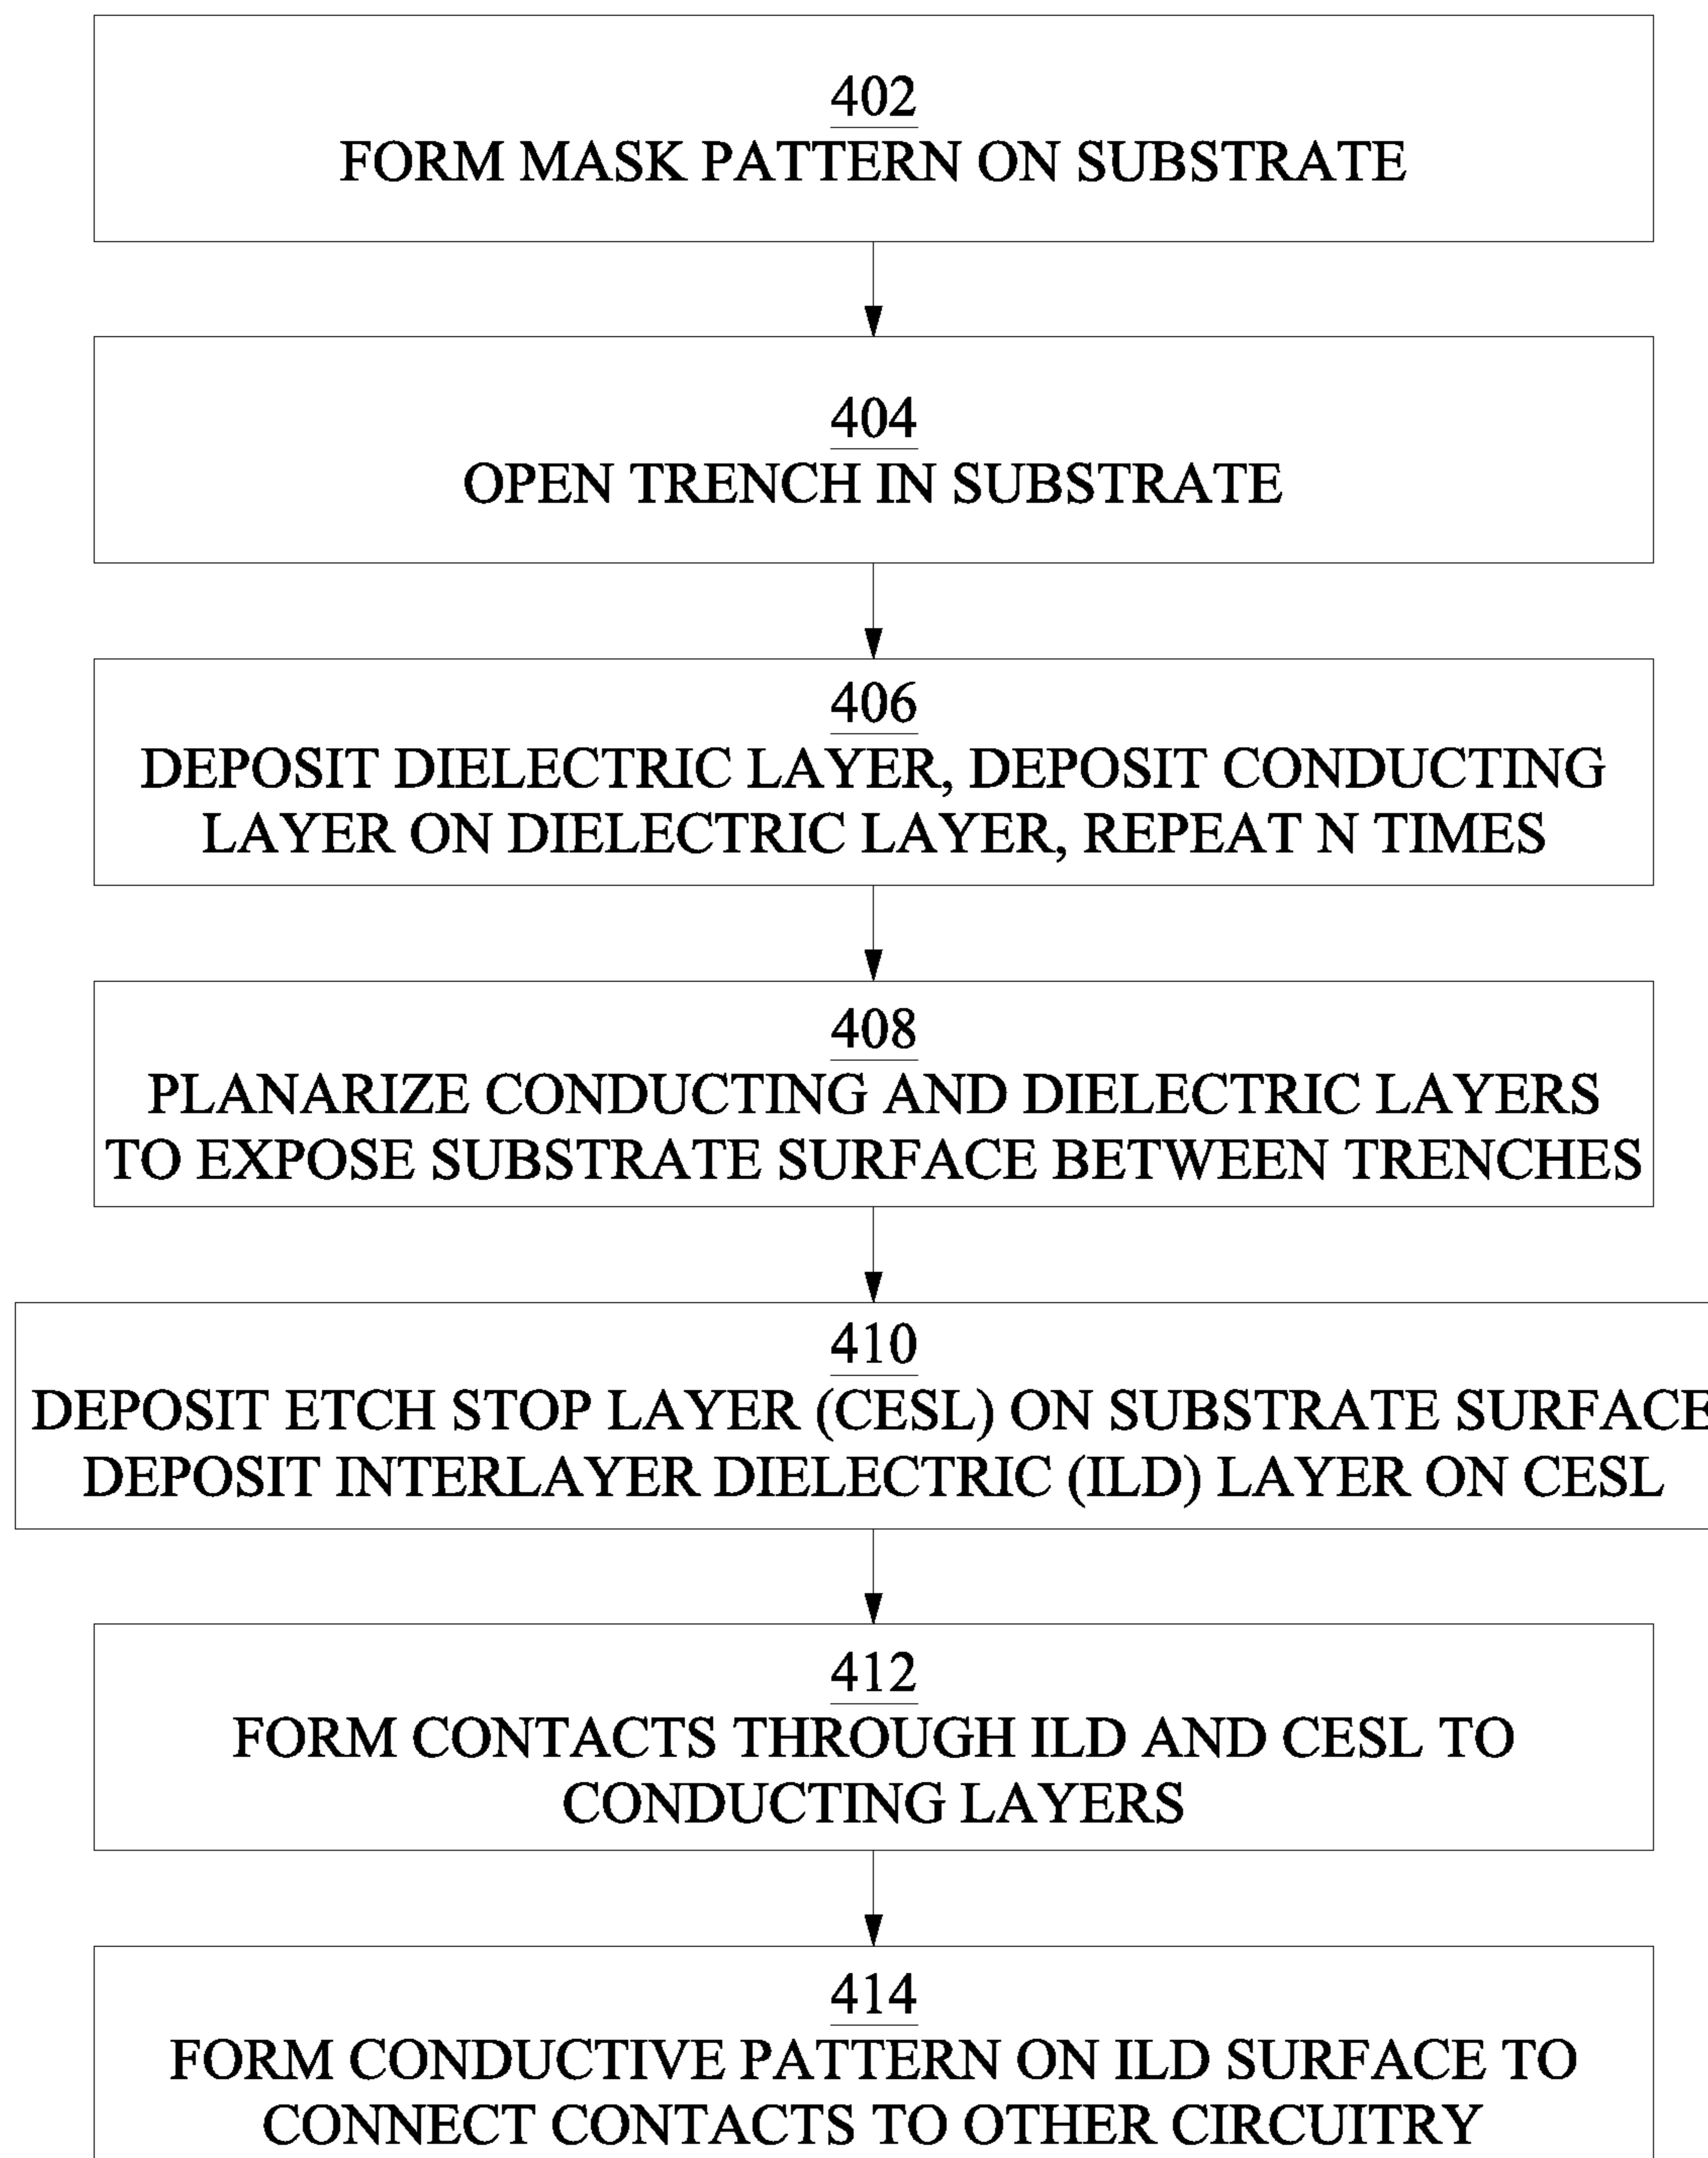 402
FORM MASK PATTERN ON SUBSTRATE
404
OPEN TRENCH IN SUBSTRATE
406
DEPOSIT DIELECTRIC LAYER, DEPOSIT CONDUCTING
LAYER ON DIELECTRIC LAYER, REPEAT N TIMES
408
PLANARIZE CONDUCTING AND DIELECTRIC LAYERS
TO EXPOSE SUBSTRATE SURFACE BETWEEN TRENCHES
410
DEPOSIT ETCH STOP LAYER (CESL) ON SUBSTRATE SURFACE
DEPOSIT INTERLAYER DIELECTRIC (ILD) LAYER ON CESL
412
FORM CONTACTS THROUGH ILD AND CESL TO
CONDUCTING LAYERS
414
FORM CONDUCTIVE PATTERN ON ILD SURFACE TO
CONNECT CONTACTS TO OTHER CIRCUITRY